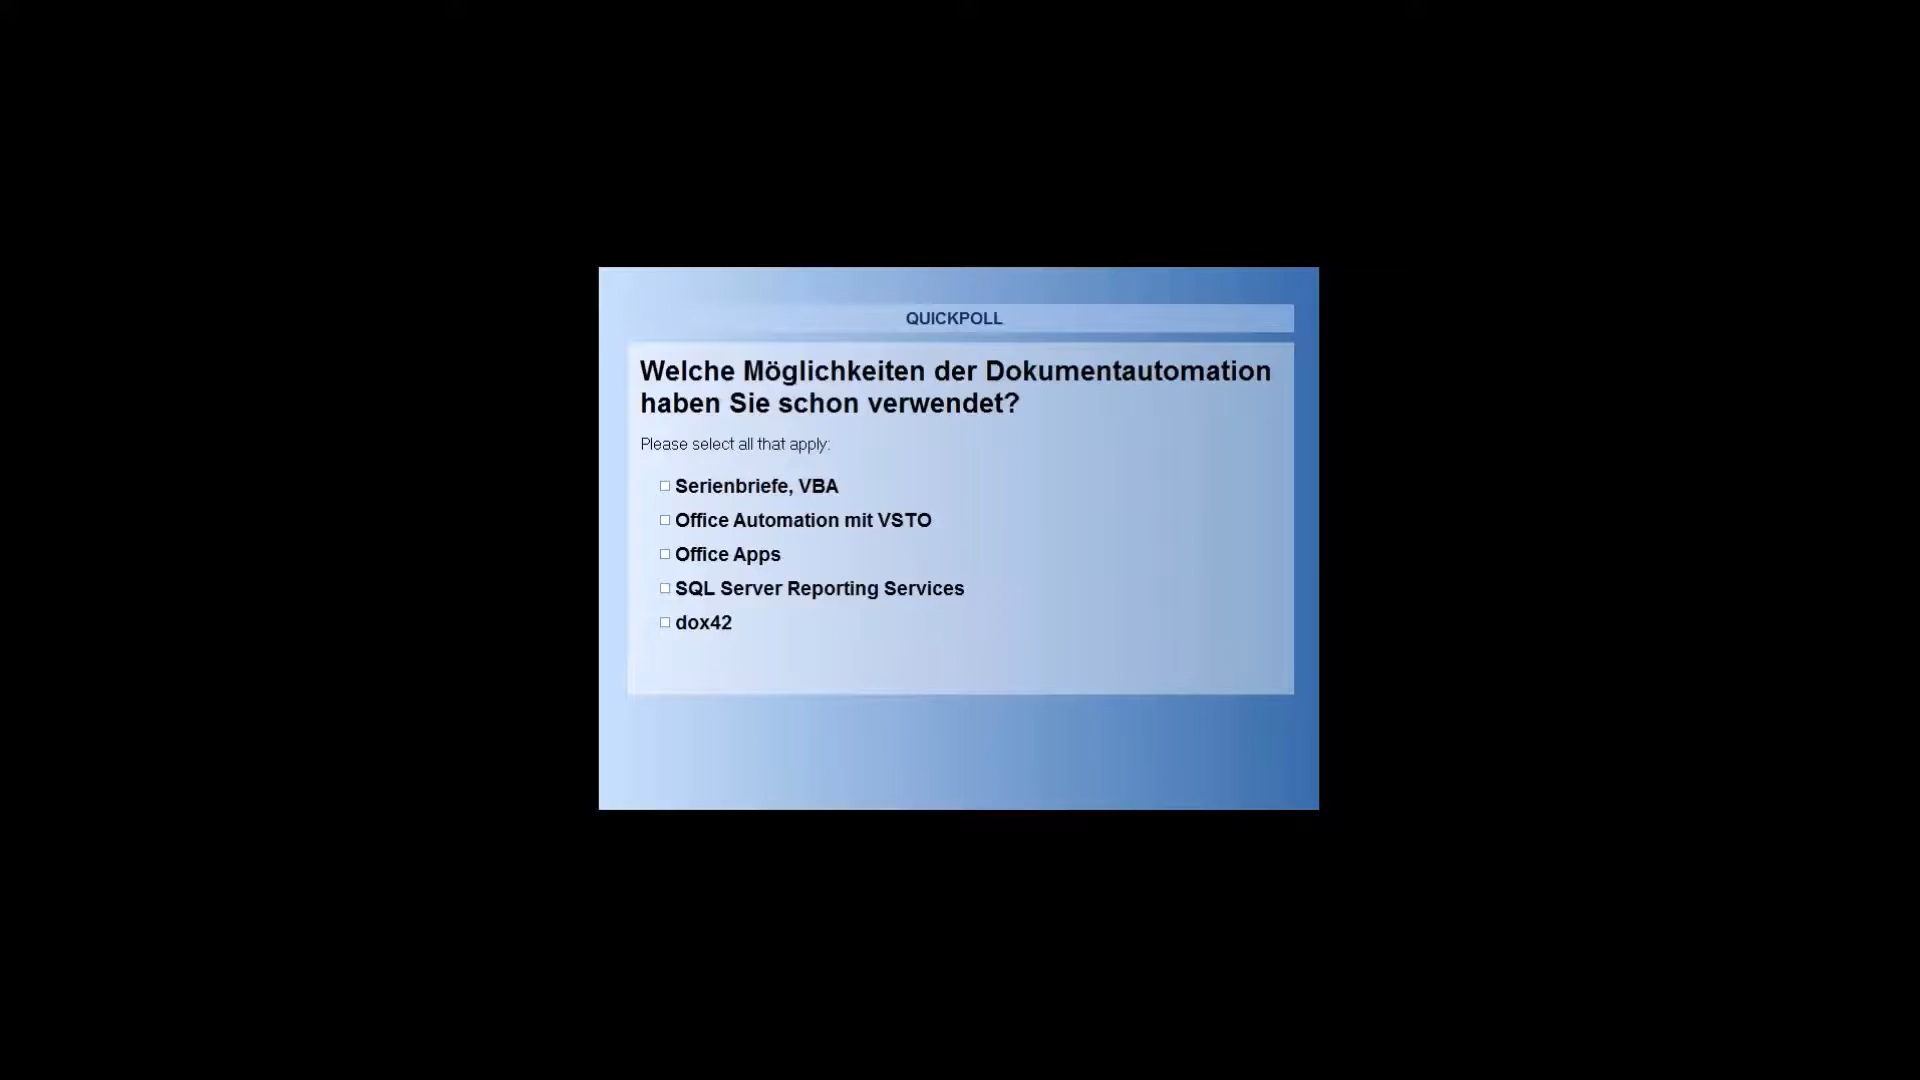 QUICKPOLL
Welche Möglichkeiten der Dokumentautomation
haben Sie schon verwendet?
Please select all that apply:
Serienbriefe, VBA
Office Automation mit VSTO
Office Apps
SQL Server Reporting Services
dox42